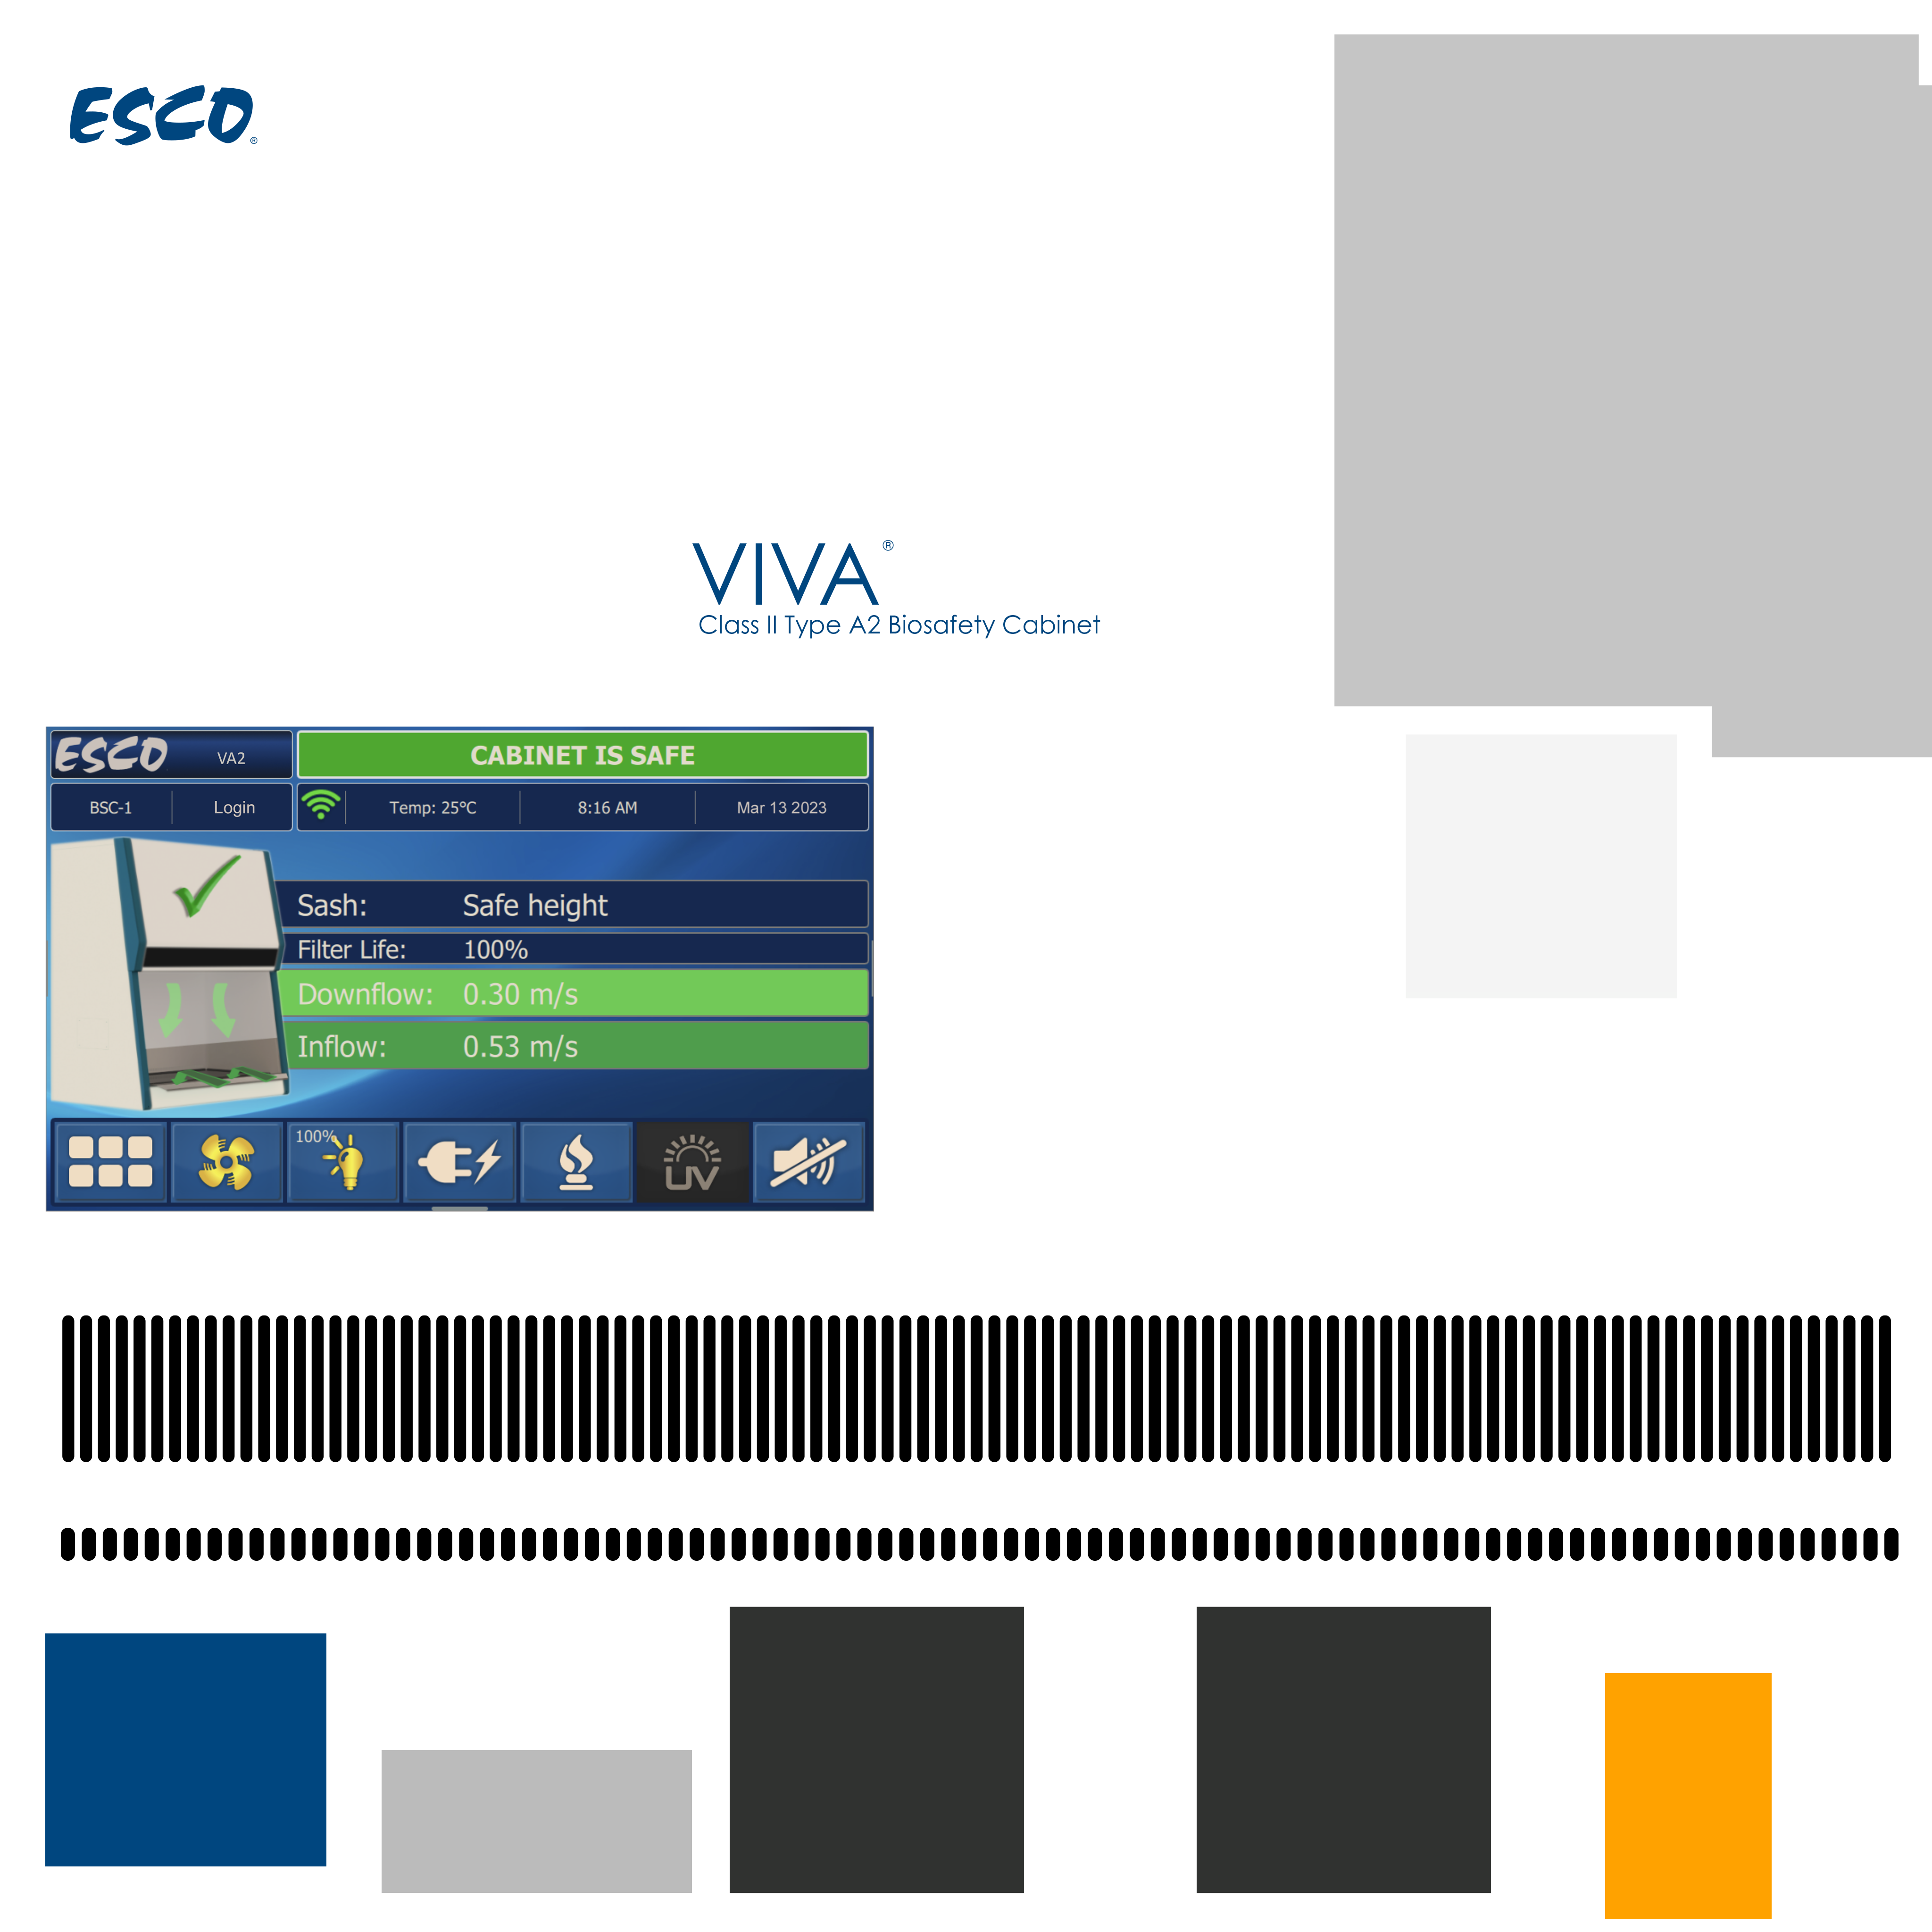 ESCO®
VIVA®
Class II Type A2 Biosafety Cabinet
ESCO VA2 CABINET IS SAFE
BSC-1 Login Temp: 25°C 8:16 AM Mar 13 2023
Sash: Safe height
Filter Life: 100%
Downflow: 0.30 m/s
Inflow: 0.53 m/s
100%
UV